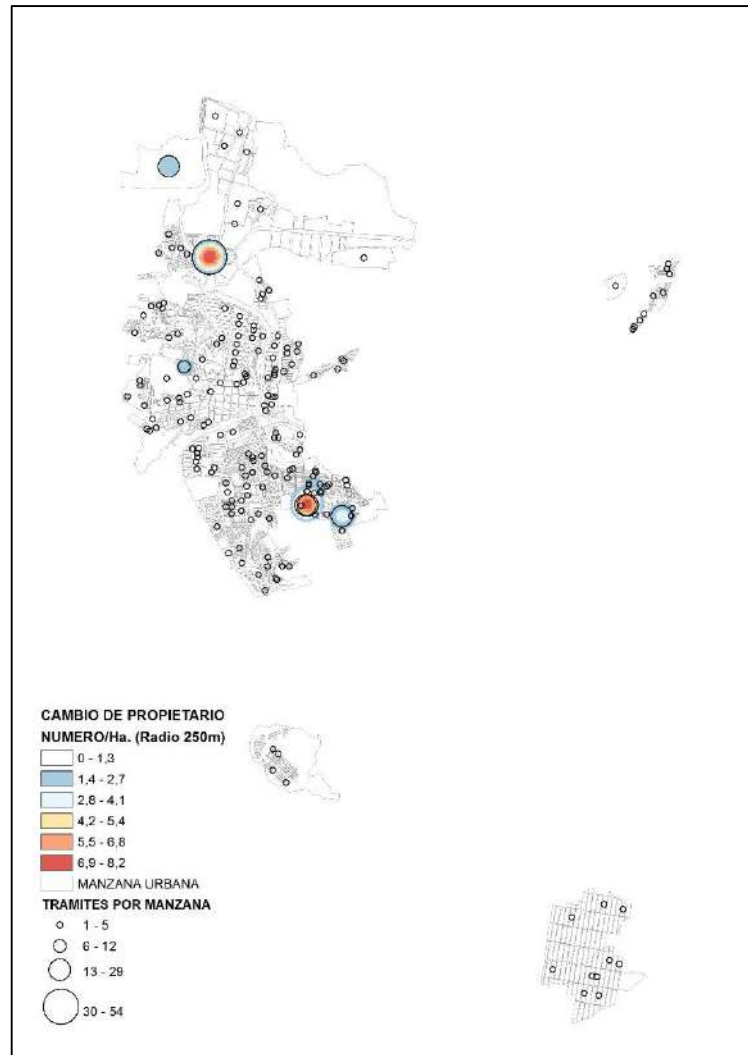 CAMBIO DE PROPIETARIO
NUMERO/Ha. (Radio 250m)
0 - 1,3
1,4 - 2,7
2,8 - 4,1
4,2 - 5,4
5,5 - 6,8
6,9 - 8,2
MANZANA URBANA
TRAMITES POR MANZANA
1 - 5
6 - 12
13 - 29
30 - 54